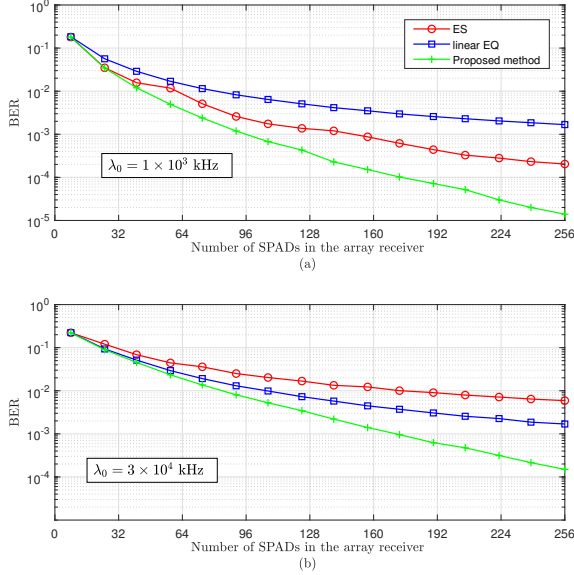 10^0
10^-1
10^-2
10^-3
10^-4
10^-5
BER
ES
linear EQ
Proposed method
λ_0 = 1 × 10^3 kHz
0 32 64 96 128 160 192 224 256
Number of SPADs in the array receiver
(a)
10^0
10^-1
10^-2
10^-3
10^-4
BER
λ_0 = 3 × 10^4 kHz
0 32 64 96 128 160 192 224 256
Number of SPADs in the array receiver
(b)